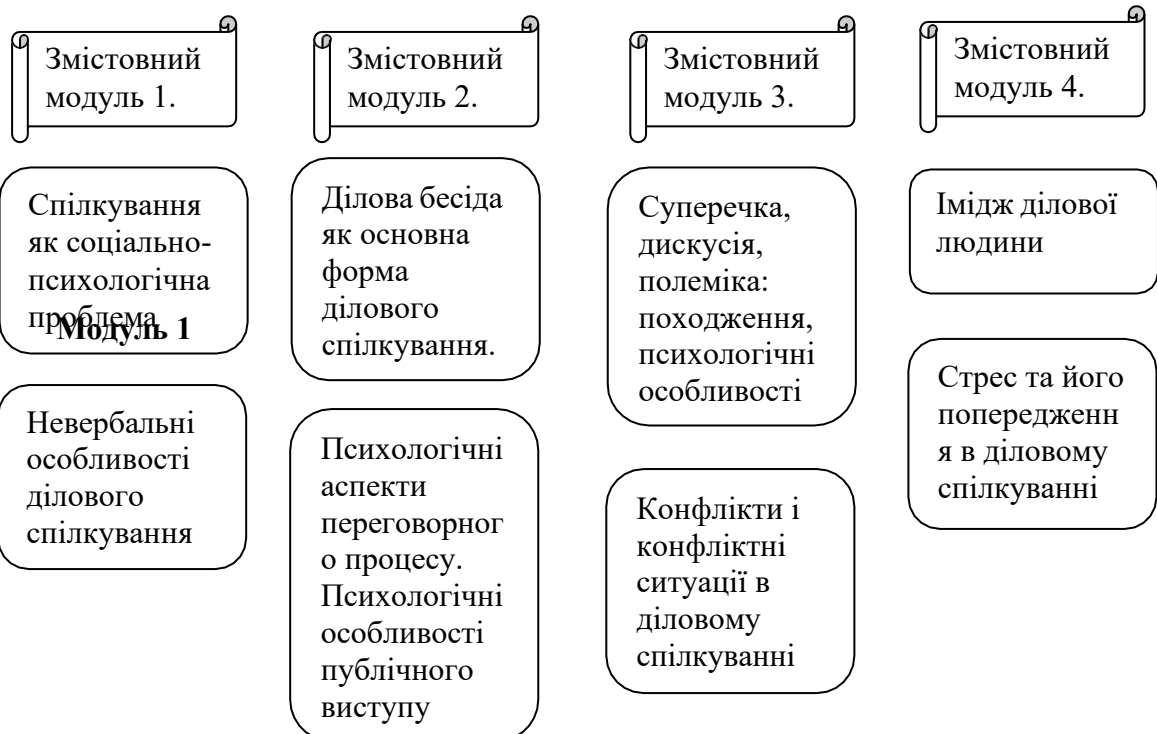 Змістовний
модуль 1.
Змістовний
модуль 2.
Змістовний
модуль 3.
Змістовний
модуль 4.
Спілкування
як соціально-
психологічна
проблема
Модуль 1
Невербальні
особливості
ділового
спілкування
Ділова бесіда
як основна
форма
ділового
спілкування.
Психологічні
аспекти
переговорног
о процесу.
Психологічні
особливості
публічного
виступу
Суперечка,
дискусія,
полеміка:
походження,
психологічні
особливості
Конфлікти і
конфліктні
ситуації в
діловому
спілкуванні
Імідж ділової
людини
Стрес та його
попередженн
я в діловому
спілкуванні